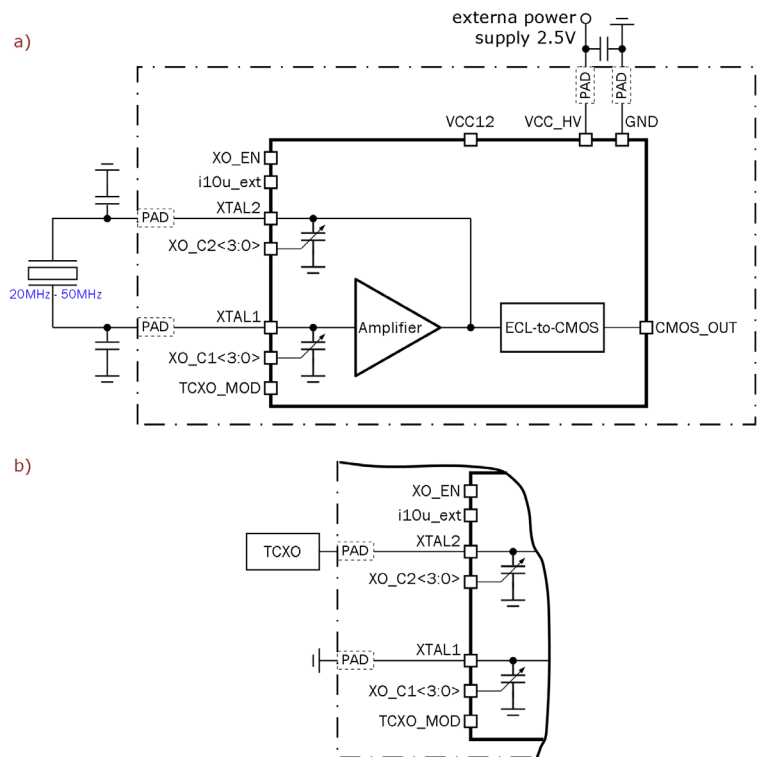 externa power
supply 2.5V
a)
PAD
PAD
VCC12
VCC_HV
GND
XO_EN
i10u_ext
PAD
XTAL2
XO_C2<3:0>
20MHz - 50MHz
PAD
XTAL1
Amplifier
ECL-to-CMOS
CMOS_OUT
XO_C1<3:0>
TCXO_MOD
b)
XO_EN
i10u_ext
TCXO
PAD
XTAL2
XO_C2<3:0>
PAD
XTAL1
XO_C1<3:0>
TCXO_MOD